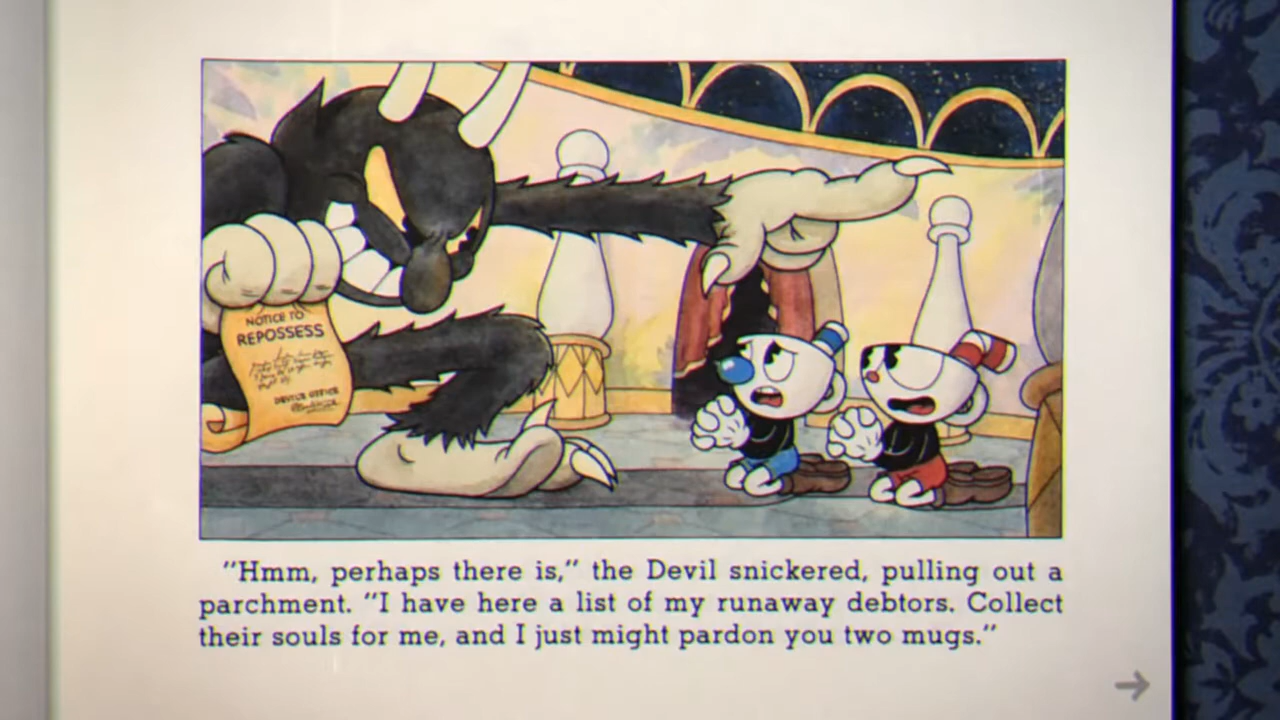 NOTICE TO
REPOSSESS
DEVIL'S OFFICE
"Hmm, perhaps there is," the Devil snickered, pulling out a
parchment. "I have here a list of my runaway debtors. Collect
their souls for me, and I just might pardon you two mugs."